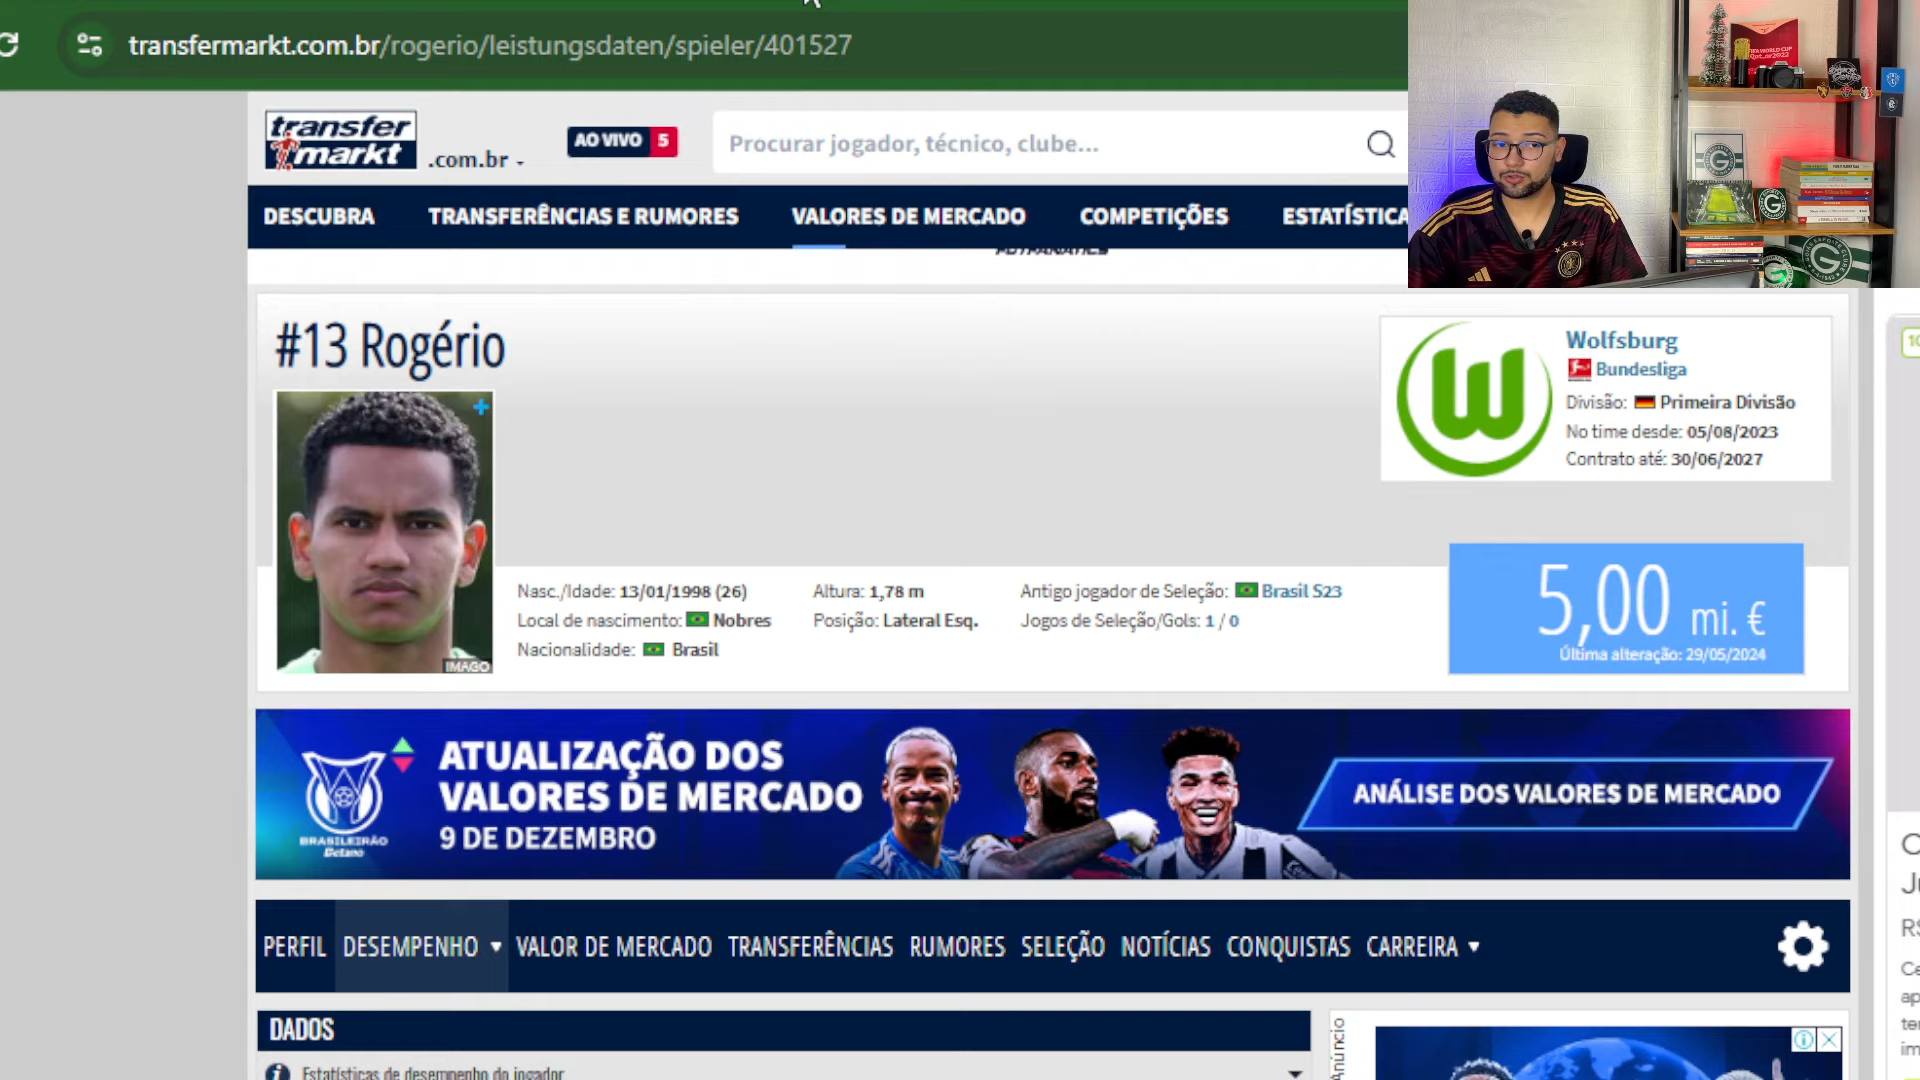 transfermarkt.com.br/rogerio/leistungsdaten/spieler/401527
transfer
markt
.com.br
AO VIVO 5
Procurar jogador, técnico, clube...
DESCUBRA TRANSFERÊNCIAS E RUMORES VALORES DE MERCADO COMPETIÇÕES ESTATÍSTICA
#13 Rogério
Wolfsburg
Bundesliga
Divisão: Primeira Divisão
No time desde: 05/08/2023
Contrato até: 30/06/2027
IMAGO
Nasc./Idade: 13/01/1998 (26)
Local de nascimento: Nobres
Nacionalidade: Brasil
Altura: 1,78 m
Posição: Lateral Esq.
Antigo jogador de Seleção: Brasil S23
Jogos de Seleção/Gols: 1 / 0
5,00 mi. €
Última alteração: 29/05/2024
BRASILEIRÃO
Betano
ATUALIZAÇÃO DOS
VALORES DE MERCADO
9 DE DEZEMBRO
ANÁLISE DOS VALORES DE MERCADO
PERFIL DESEMPENHO VALOR DE MERCADO TRANSFERÊNCIAS RUMORES SELEÇÃO NOTÍCIAS CONQUISTAS CARREIRA
DADOS
Estatísticas de desempenho do jogador
Anúncio